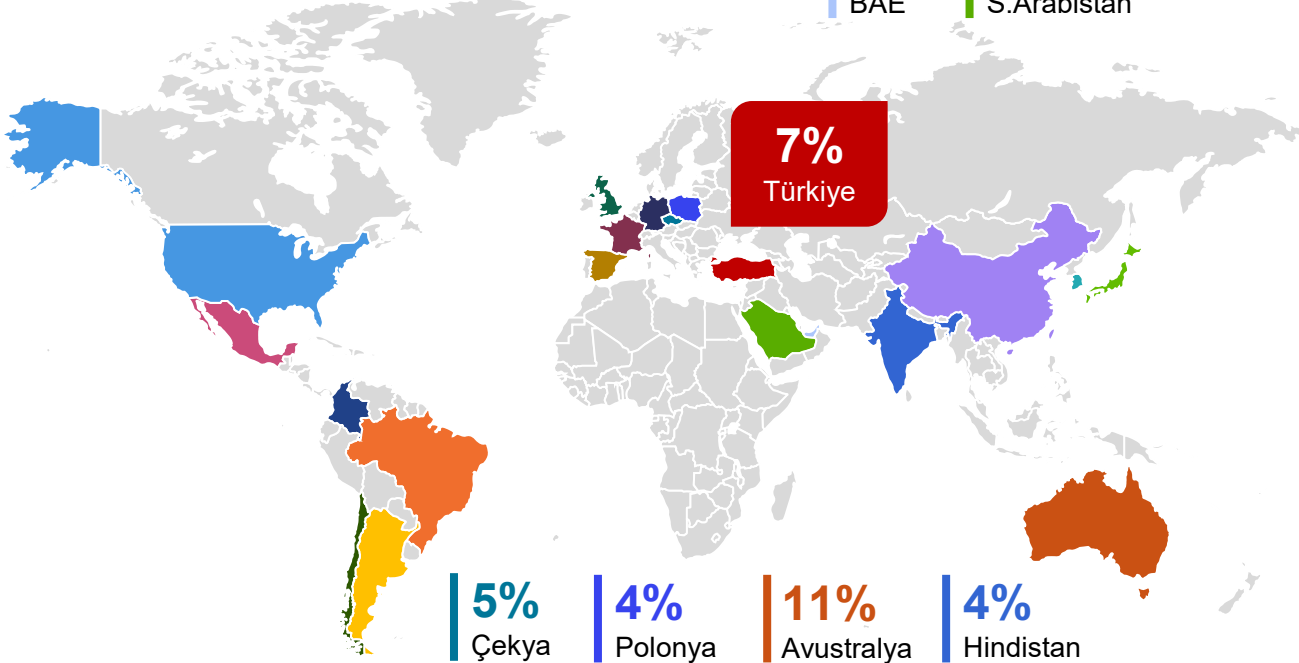 BAE
S.Arabistan
7%
Türkiye
5%
Çekya
4%
Polonya
11%
Avustralya
4%
Hindistan